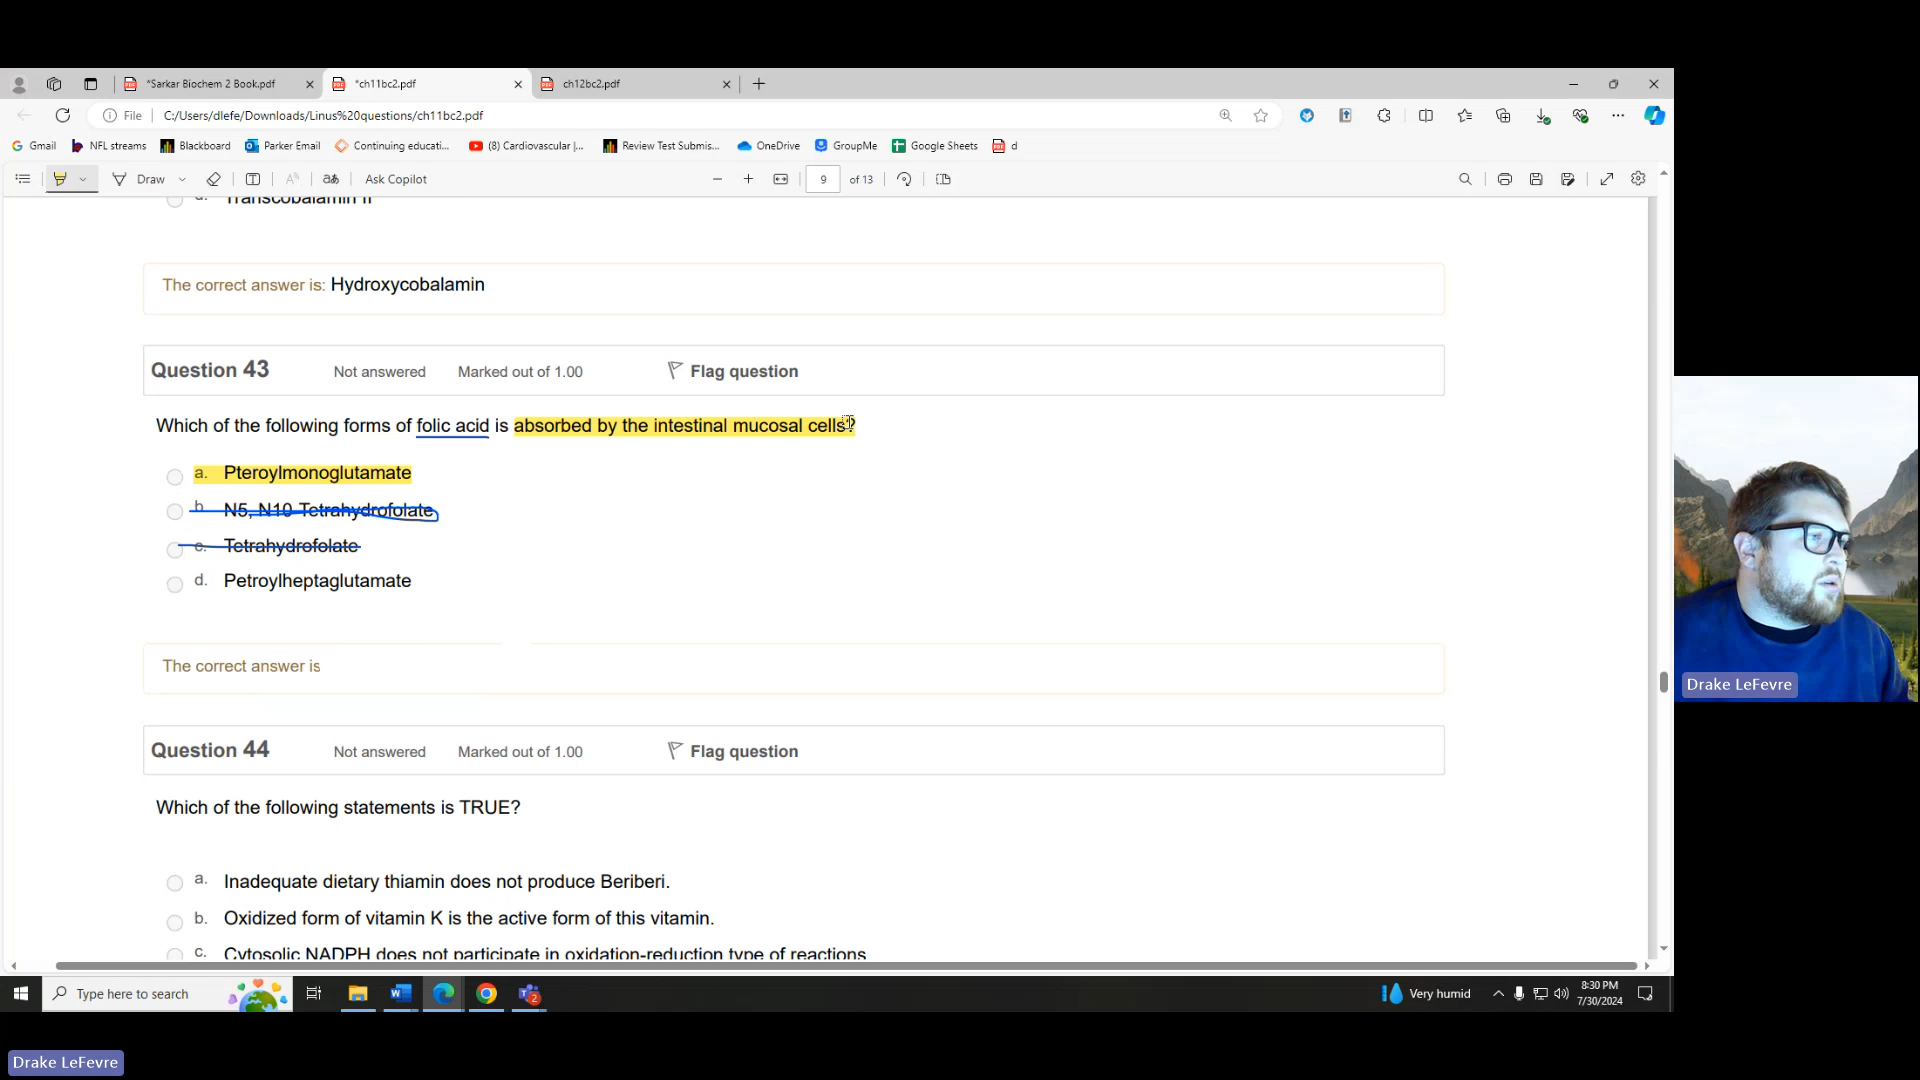 *Sarkar Biochem 2 Book.pdf
*ch11bc2.pdf
ch12bc2.pdf
File
C:/Users/dlefe/Downloads/Linus%20questions/ch11bc2.pdf
Gmail
NFL streams
Blackboard
Parker Email
Continuing educati...
(8) Cardiovascular |...
Review Test Submis...
OneDrive
GroupMe
Google Sheets
d
Draw
Ask Copilot
9
of 13
d. Transcobalamin II
The correct answer is: Hydroxycobalamin
Question 43
Not answered
Marked out of 1.00
Flag question
Which of the following forms of folic acid is absorbed by the intestinal mucosal cells?
a. Pteroylmonoglutamate
b. N5, N10-Tetrahydrofolate
c. Tetrahydrofolate
d. Petroylheptaglutamate
The correct answer is
Question 44
Not answered
Marked out of 1.00
Flag question
Which of the following statements is TRUE?
a. Inadequate dietary thiamin does not produce Beriberi.
b. Oxidized form of vitamin K is the active form of this vitamin.
c. Cytosolic NADPH does not participate in oxidation-reduction type of reactions
Drake LeFevre
Type here to search
2
Very humid
8:30 PM
7/30/2024
Drake LeFevre